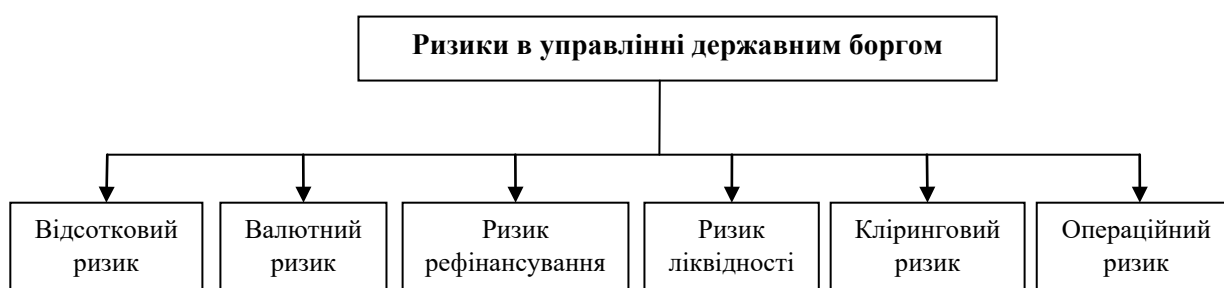 Ризики в управлінні державним боргом
Відсотковий
ризик
Валютний
ризик
Ризик
рефінансування
Ризик
ліквідності
Кліринговий
ризик
Операційний
ризик